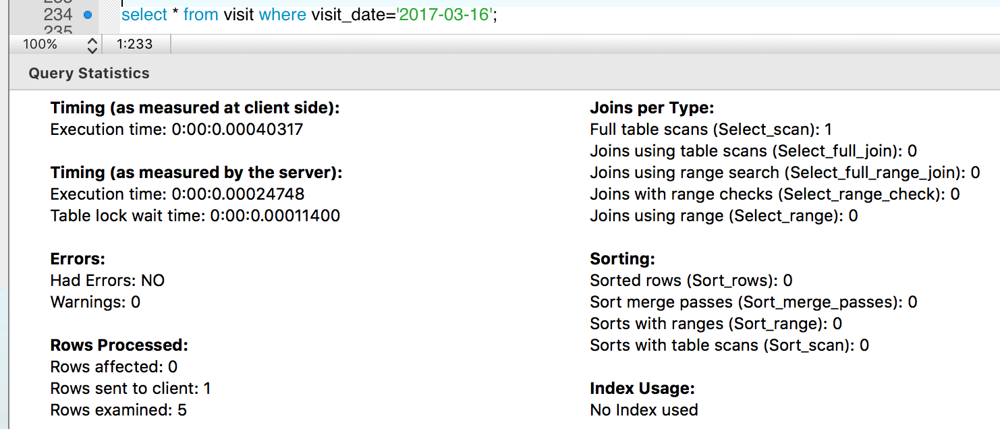 233
234 select * from visit where visit_date='2017-03-16';
235
100% 1:233
Query Statistics
Timing (as measured at client side):
Execution time: 0:00:0.00040317
Timing (as measured by the server):
Execution time: 0:00:0.00024748
Table lock wait time: 0:00:0.00011400
Errors:
Had Errors: NO
Warnings: 0
Rows Processed:
Rows affected: 0
Rows sent to client: 1
Rows examined: 5
Joins per Type:
Full table scans (Select_scan): 1
Joins using table scans (Select_full_join): 0
Joins using range search (Select_full_range_join): 0
Joins with range checks (Select_range_check): 0
Joins using range (Select_range): 0
Sorting:
Sorted rows (Sort_rows): 0
Sort merge passes (Sort_merge_passes): 0
Sorts with ranges (Sort_range): 0
Sorts with table scans (Sort_scan): 0
Index Usage:
No Index used